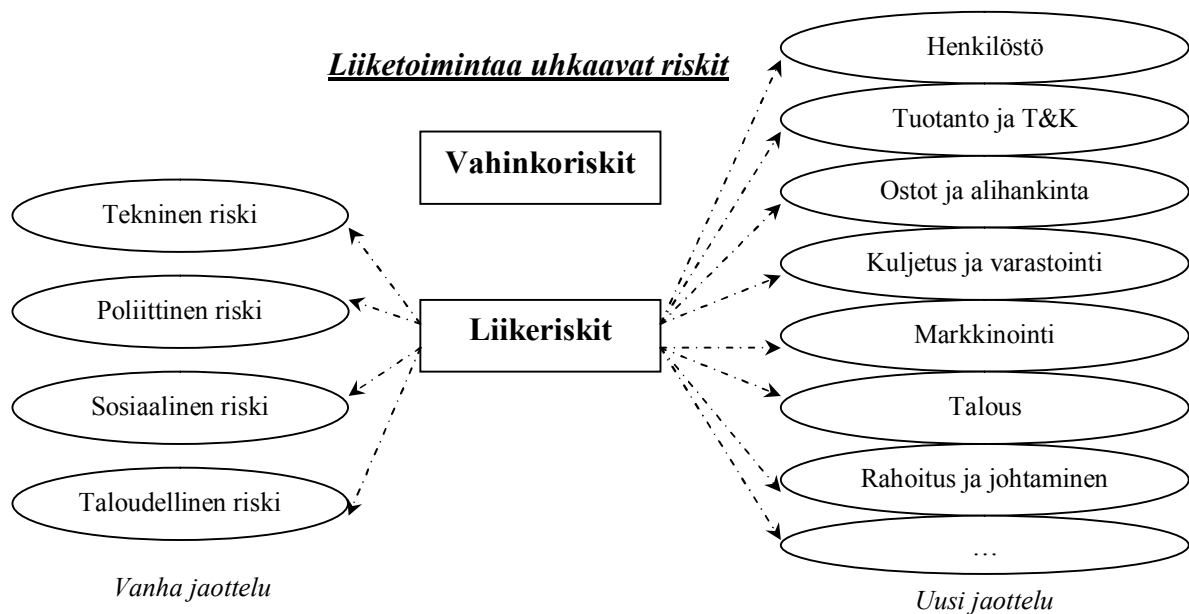 Liiketoimintaa uhkaavat riskit
Vahinkoriskit
Liikeriskit
Tekninen riski
Poliittinen riski
Sosiaalinen riski
Taloudellinen riski
Vanha jaottelu
Henkilöstö
Tuotanto ja T&K
Ostot ja alihankinta
Kuljetus ja varastointi
Markkinointi
Talous
Rahoitus ja johtaminen
…
Uusi jaottelu